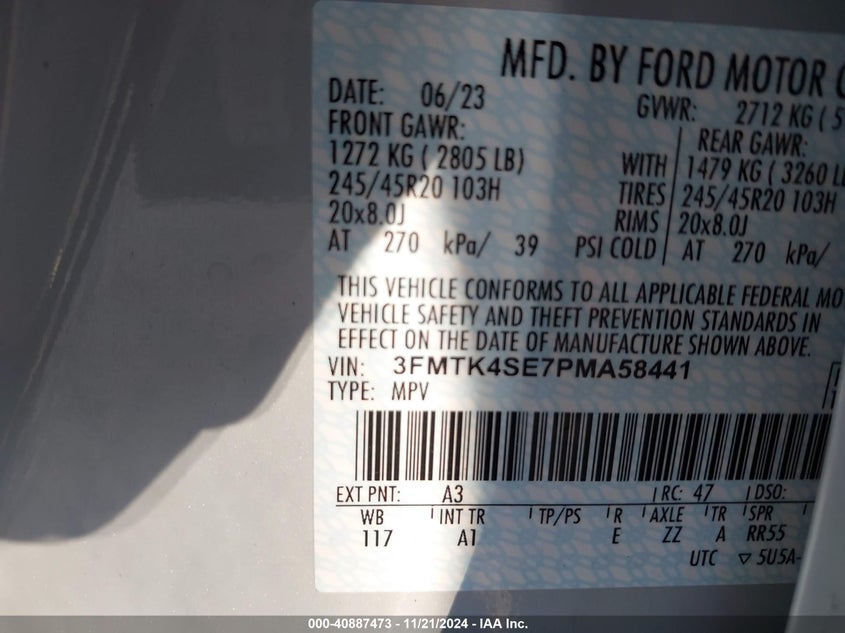 MFD. BY FORD MOTOR
DATE: 06/23 GVWR: 2712 KG ( 5
FRONT GAWR: REAR GAWR:
1272 KG ( 2805 LB) WITH 1479 KG ( 3260 L
245/45R20 103H TIRES 245/45R20 103H
20x8.0J RIMS 20x8.0J
AT 270 kPa/ 39 PSI COLD AT 270 kPa/
THIS VEHICLE CONFORMS TO ALL APPLICABLE FEDERAL MO
VEHICLE SAFETY AND THEFT PREVENTION STANDARDS IN
EFFECT ON THE DATE OF MANUFACTURE SHOWN ABOVE.
VIN: 3FMTK4SE7PMA58441
TYPE: MPV
EXT PNT: A3 RC: 47 DSO:
WB INT TR TP/PS R AXLE TR SPR
117 A1 E ZZ A RR55
UTC ▽ 5U5A-
000-40887473 - 11/21/2024 - IAAI.com